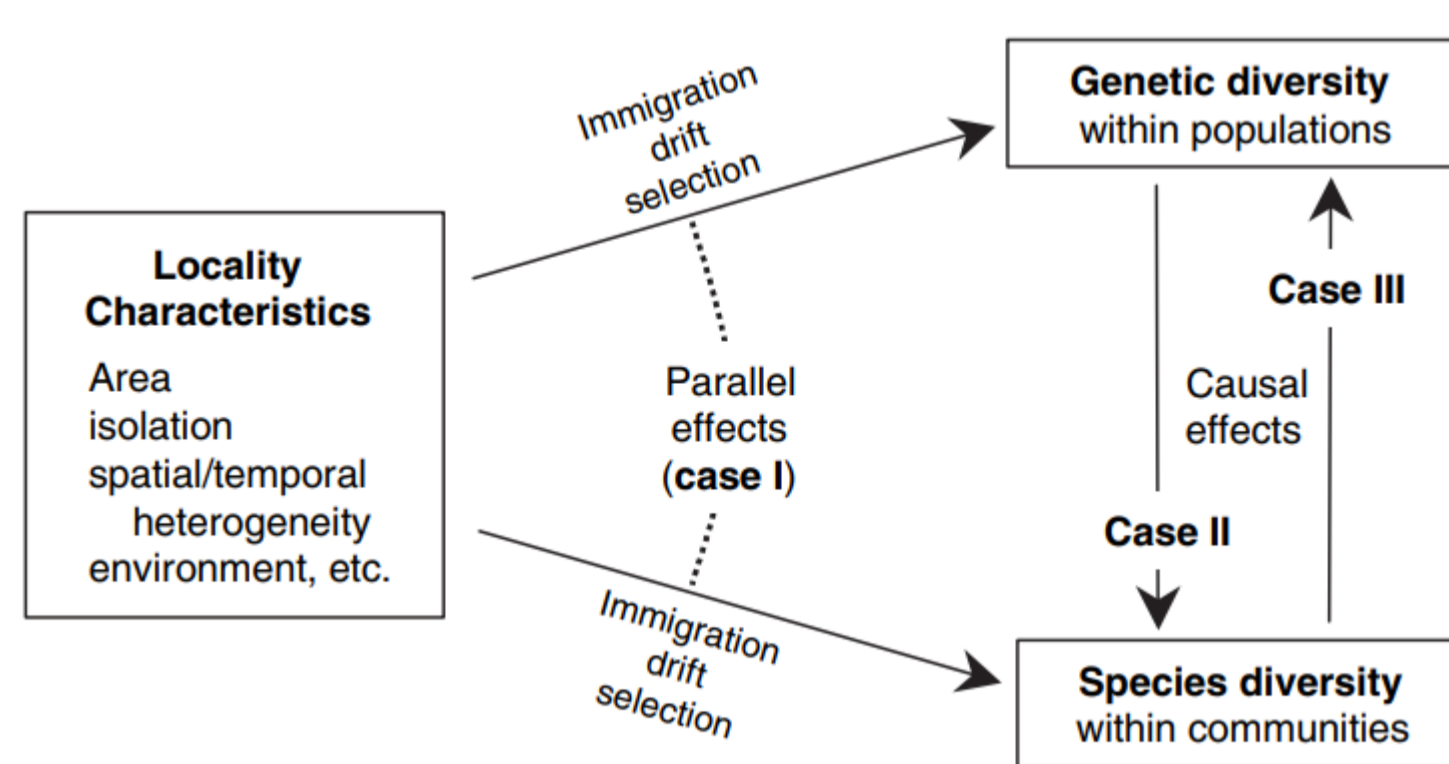 Immigration
drift
selection
Genetic diversity
within populations
Locality
Characteristics
Area
isolation
spatial/temporal
heterogeneity
environment, etc.
Parallel
effects
(case I)
Case III
Causal
effects
Case II
Immigration
drift
selection
Species diversity
within communities